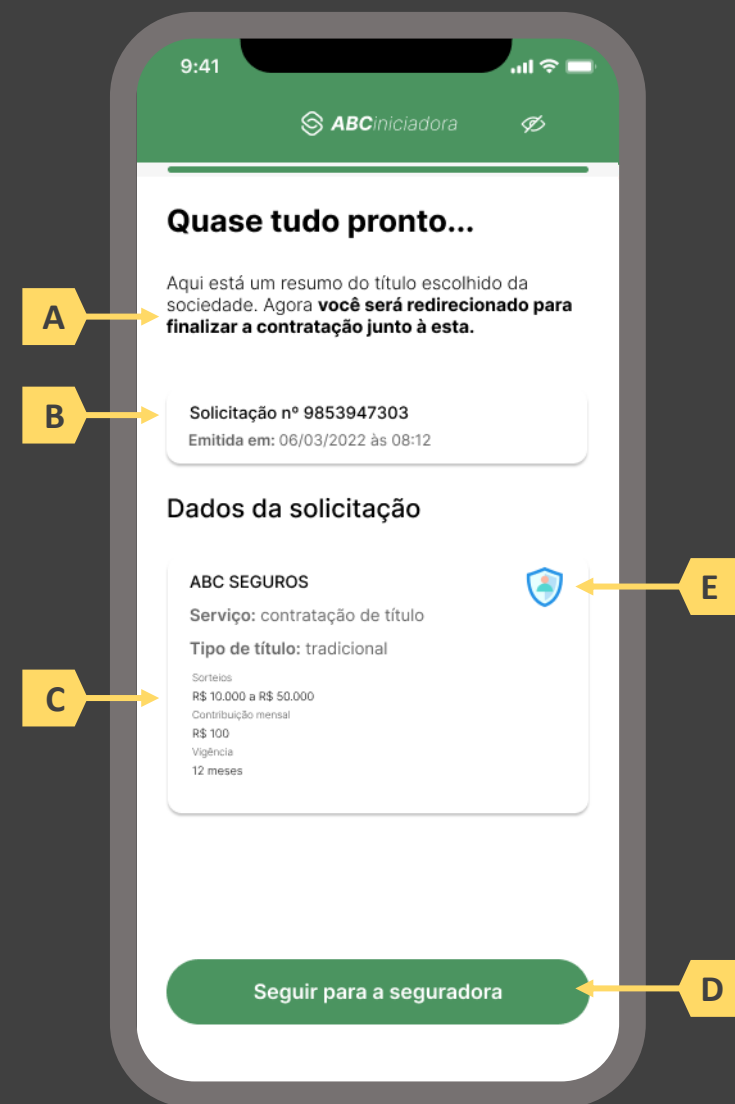 9:41
ABCiniciadora
Quase tudo pronto...
Aqui está um resumo do título escolhido da
sociedade. Agora você será redirecionado para
finalizar a contratação junto à esta.
A
B
Solicitação nº 9853947303
Emitida em: 06/03/2022 às 08:12
Dados da solicitação
ABC SEGUROS
E
Serviço: contratação de título
Tipo de título: tradicional
Sorteios
C
R$ 10.000 a R$ 50.000
Contribuição mensal
R$ 100
Vigência
12 meses
Seguir para a seguradora
D